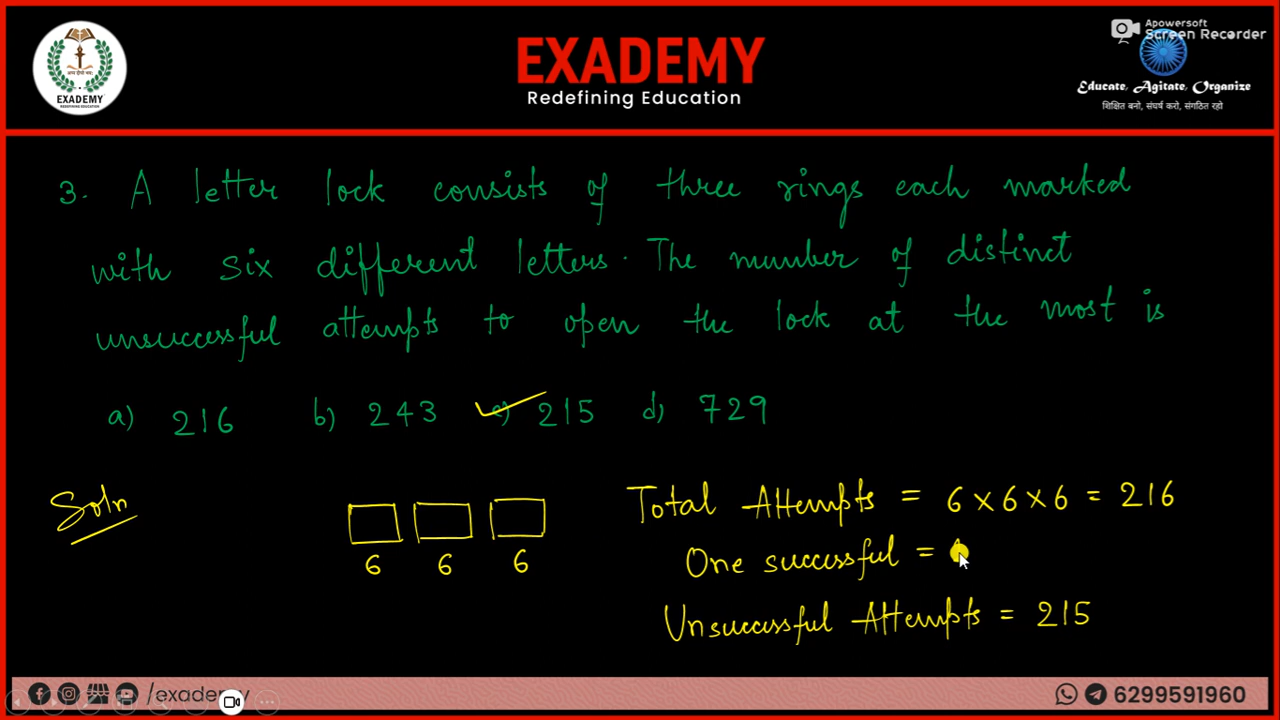 Apowersoft
Screen Recorder
EXADEMY
Redefining Education
EXADEMY
REDEFINING EDUCATION
Educate, Agitate, Organize
शिक्षित बनो, संघर्ष करो, संगठित रहो
3. A letter lock consists of three rings each marked
with six different letters. The number of distinct
unsuccessful attempts to open the lock at the most is
a) 216 b) 243 c) 215 d) 729
Soln
6 6 6
Total Attempts = 6 × 6 × 6 = 216
One successful =
Unsuccessful Attempts = 215
/exademy
6299591960